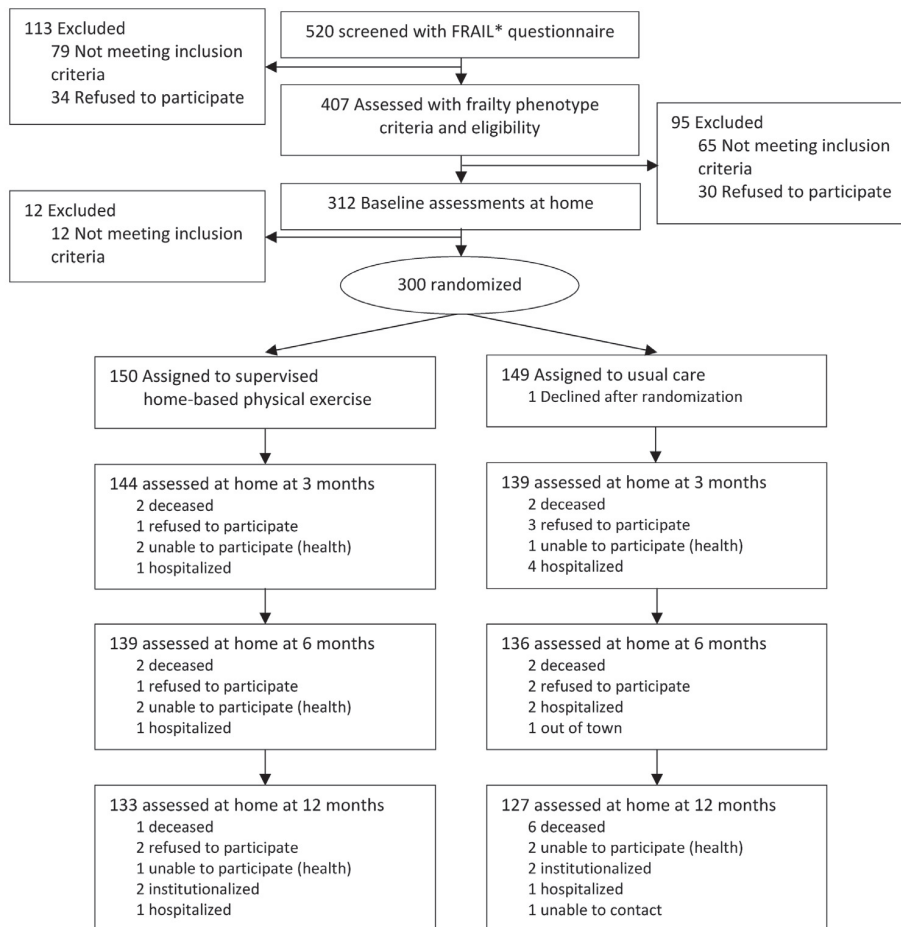 113 Excluded
79 Not meeting inclusion
criteria
34 Refused to participate
520 screened with FRAIL* questionnaire
407 Assessed with frailty phenotype
criteria and eligibility
95 Excluded
65 Not meeting inclusion
criteria
30 Refused to participate
312 Baseline assessments at home
12 Excluded
12 Not meeting inclusion
criteria
300 randomized
150 Assigned to supervised
home-based physical exercise
149 Assigned to usual care
1 Declined after randomization
144 assessed at home at 3 months
2 deceased
1 refused to participate
2 unable to participate (health)
1 hospitalized
139 assessed at home at 3 months
2 deceased
3 refused to participate
1 unable to participate (health)
4 hospitalized
139 assessed at home at 6 months
2 deceased
1 refused to participate
2 unable to participate (health)
1 hospitalized
136 assessed at home at 6 months
2 deceased
2 refused to participate
2 hospitalized
1 out of town
133 assessed at home at 12 months
1 deceased
2 refused to participate
1 unable to participate (health)
2 institutionalized
1 hospitalized
127 assessed at home at 12 months
6 deceased
2 unable to participate (health)
2 institutionalized
1 hospitalized
1 unable to contact